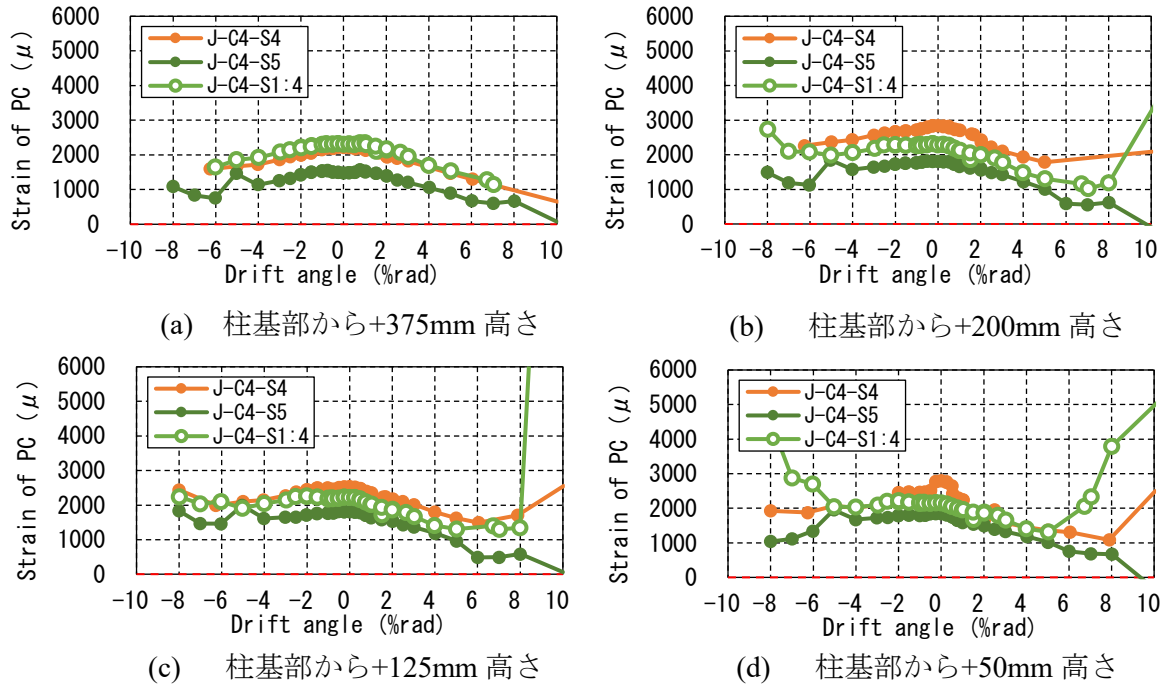 6000
5000
4000
3000
2000
1000
0
Strain of PC (μ)
J-C4-S4
J-C4-S5
J-C4-S1:4
-10 -8 -6 -4 -2 0 2 4 6 8 10
Drift angle (%rad)
(a) 柱基部から+375mm 高さ
6000
5000
4000
3000
2000
1000
0
Strain of PC (μ)
J-C4-S4
J-C4-S5
J-C4-S1:4
-10 -8 -6 -4 -2 0 2 4 6 8 10
Drift angle (%rad)
(b) 柱基部から+200mm 高さ
6000
5000
4000
3000
2000
1000
0
Strain of PC (μ)
J-C4-S4
J-C4-S5
J-C4-S1:4
-10 -8 -6 -4 -2 0 2 4 6 8 10
Drift angle (%rad)
(c) 柱基部から+125mm 高さ
6000
5000
4000
3000
2000
1000
0
Strain of PC (μ)
J-C4-S4
J-C4-S5
J-C4-S1:4
-10 -8 -6 -4 -2 0 2 4 6 8 10
Drift angle (%rad)
(d) 柱基部から+50mm 高さ